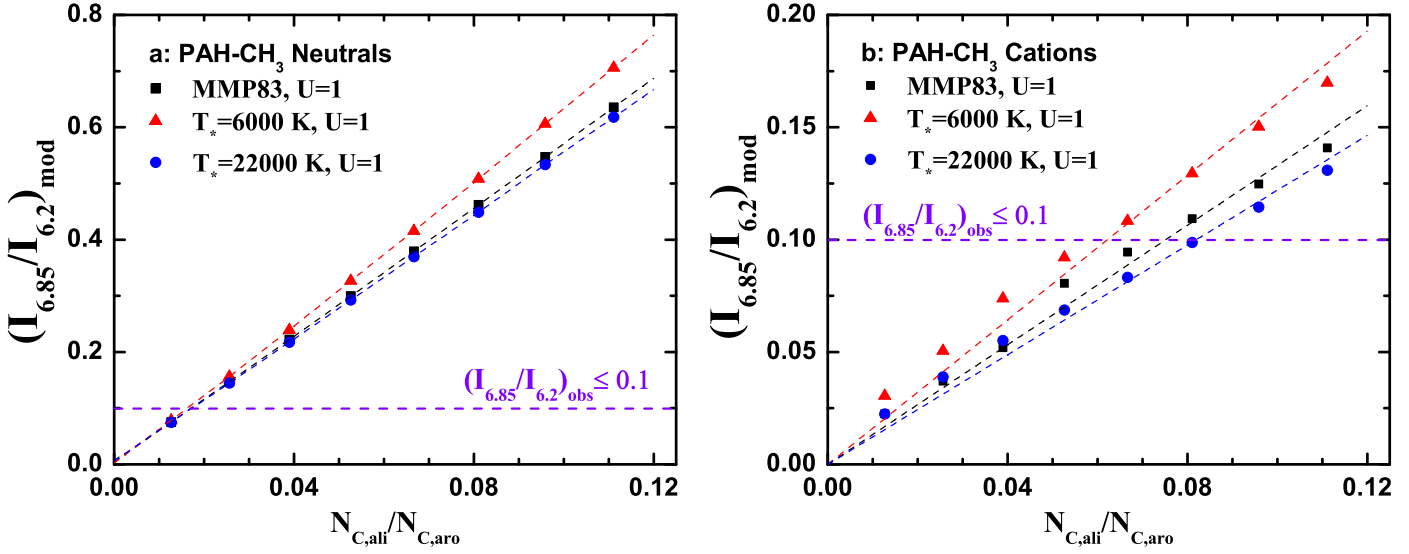 a: PAH-CH3 Neutrals
MMP83, U=1
T*=6000 K, U=1
T*=22000 K, U=1
(I6.85/I6.2)obs ≤ 0.1
(I6.85/I6.2)mod
0.8
0.6
0.4
0.2
0.0
0.00 0.04 0.08 0.12
NC,ali/NC,aro
b: PAH-CH3 Cations
MMP83, U=1
T*=6000 K, U=1
T*=22000 K, U=1
(I6.85/I6.2)obs ≤ 0.1
(I6.85/I6.2)mod
0.20
0.15
0.10
0.05
0.00
0.00 0.04 0.08 0.12
NC,ali/NC,aro